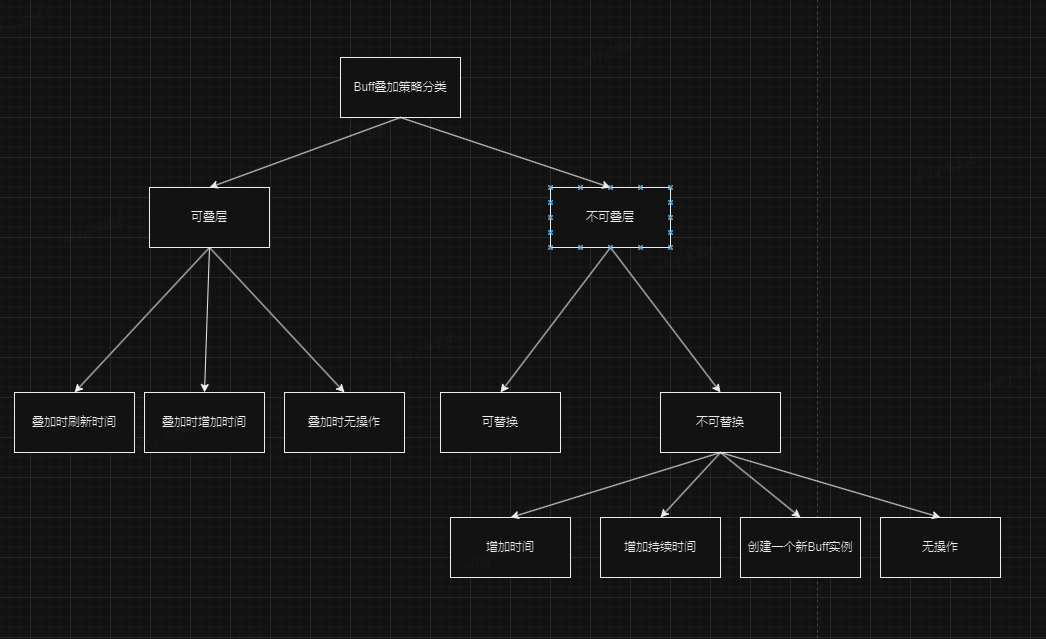 Buff叠加策略分类
可叠层
不可叠层
叠加时刷新时间
叠加时增加时间
叠加时无操作
可替换
不可替换
增加时间
增加持续时间
创建一个新Buff实例
无操作